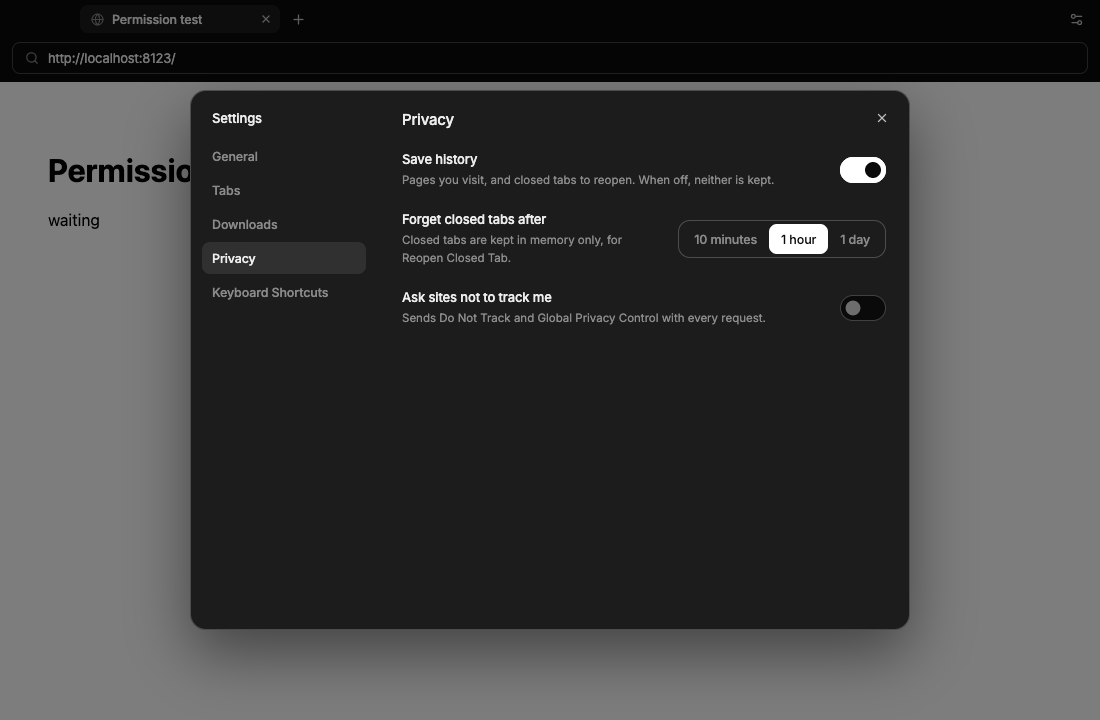 Permission test
http://localhost:8123/
Permissio
waiting
Settings
General
Tabs
Downloads
Privacy
Keyboard Shortcuts
Privacy
Save history
Pages you visit, and closed tabs to reopen. When off, neither is kept.
Forget closed tabs after
Closed tabs are kept in memory only, for
Reopen Closed Tab.
10 minutes 1 hour 1 day
Ask sites not to track me
Sends Do Not Track and Global Privacy Control with every request.